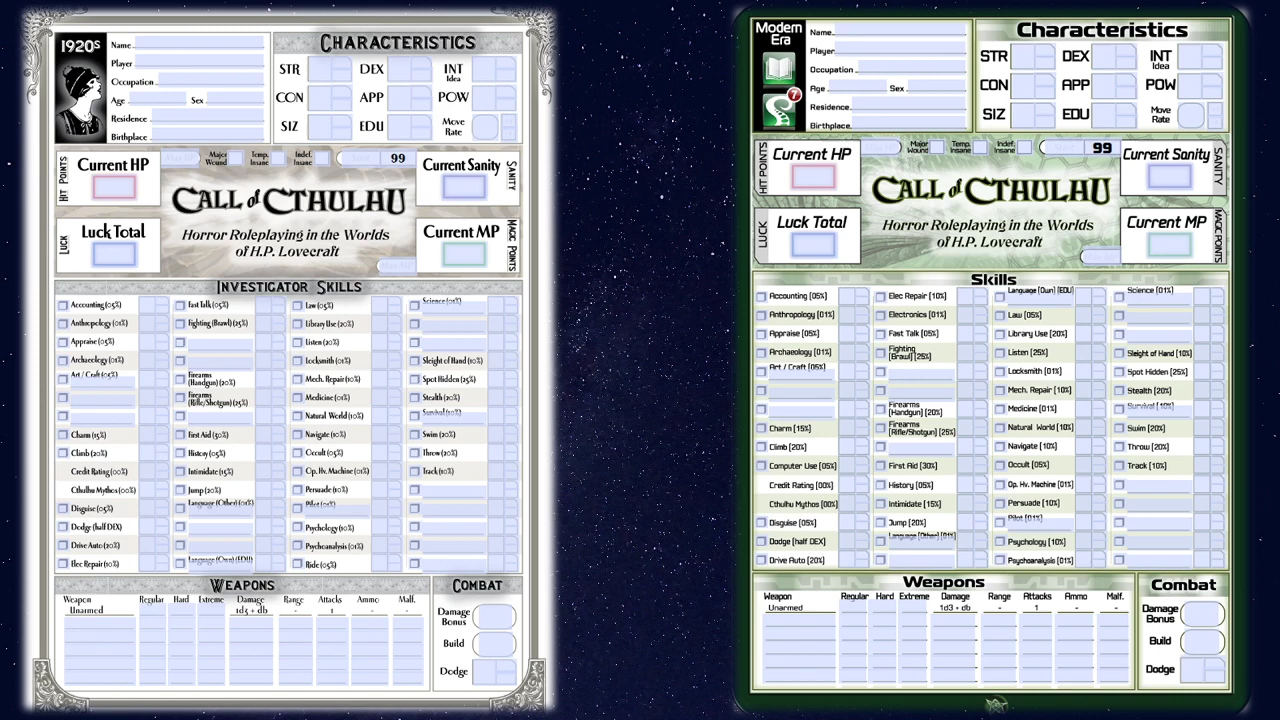 1920s
Name
Player
Occupation
Age Sex
Residence
Birthplace
CHARACTERISTICS
STR DEX INT
Idea
CON APP POW
SIZ EDU Move
Rate
HIT POINTS
Current HP
Major
Wound
Temp.
Insane
Indef.
Insane
99
Current Sanity
SANITY
CALL of CTHULHU
Horror Roleplaying in the Worlds
of H.P. Lovecraft
LUCK
Luck Total
Current MP
MAGIC POINTS
INVESTIGATOR SKILLS
Accounting (05%)
Anthropology (01%)
Appraise (05%)
Archaeology (01%)
Art / Craft (05%)
Charm (15%)
Climb (20%)
Credit Rating (00%)
Cthulhu Mythos (00%)
Disguise (05%)
Dodge (half DEX)
Drive Auto (20%)
Elec Repair (10%)
Fast Talk (05%)
Fighting (Brawl) (25%)
Firearms
(Handgun) (20%)
Firearms
(Rifle/Shotgun) (25%)
First Aid (30%)
History (05%)
Intimidate (15%)
Jump (20%)
Language (Other) (01%)
Language (Own) (EDU)
Law (05%)
Library Use (20%)
Listen (20%)
Locksmith (01%)
Mech. Repair (10%)
Medicine (01%)
Natural World (10%)
Navigate (10%)
Occult (05%)
Op. Hv. Machine (01%)
Persuade (10%)
Pilot (01%)
Psychology (10%)
Psychoanalysis (01%)
Ride (05%)
Science (01%)
Sleight of Hand (10%)
Spot Hidden (25%)
Stealth (20%)
Survival (10%)
Swim (20%)
Throw (20%)
Track (10%)
WEAPONS
Weapon Regular Hard Extreme Damage Range Attacks Ammo Malf.
Unarmed 1d3 + db - 1 - -
COMBAT
Damage
Bonus
Build
Dodge
Modern
Era
7
Name
Player
Occupation
Age Sex
Residence
Birthplace
Characteristics
STR DEX INT
Idea
CON APP POW
SIZ EDU Move
Rate
HIT POINTS
Current HP
Major
Wound
Temp.
Insane
Indef.
Insane
99
Current Sanity
SANITY
CALL of CTHULHU
Horror Roleplaying in the Worlds
of H.P. Lovecraft
LUCK
Luck Total
Current MP
MAGIC POINTS
Skills
Accounting (05%)
Anthropology (01%)
Appraise (05%)
Archaeology (01%)
Art / Craft (05%)
Charm (15%)
Climb (20%)
Computer Use (05%)
Credit Rating (00%)
Cthulhu Mythos (00%)
Disguise (05%)
Dodge (half DEX)
Drive Auto (20%)
Elec Repair (10%)
Electronics (01%)
Fast Talk (05%)
Fighting
(Brawl) (25%)
Firearms
(Handgun) (20%)
Firearms
(Rifle/Shotgun) (25%)
First Aid (30%)
History (05%)
Intimidate (15%)
Jump (20%)
Language (Other) (01%)
Language (Own) (EDU)
Law (05%)
Library Use (20%)
Listen (25%)
Locksmith (01%)
Mech. Repair (10%)
Medicine (01%)
Natural World (10%)
Navigate (10%)
Occult (05%)
Op. Hv. Machine (01%)
Persuade (10%)
Pilot (01%)
Psychology (10%)
Psychoanalysis (01%)
Science (01%)
Sleight of Hand (10%)
Spot Hidden (25%)
Stealth (20%)
Survival (10%)
Swim (20%)
Throw (20%)
Track (10%)
Weapons
Weapon Regular Hard Extreme Damage Range Attacks Ammo Malf.
Unarmed 1d3 + db - 1 - -
Combat
Damage
Bonus
Build
Dodge